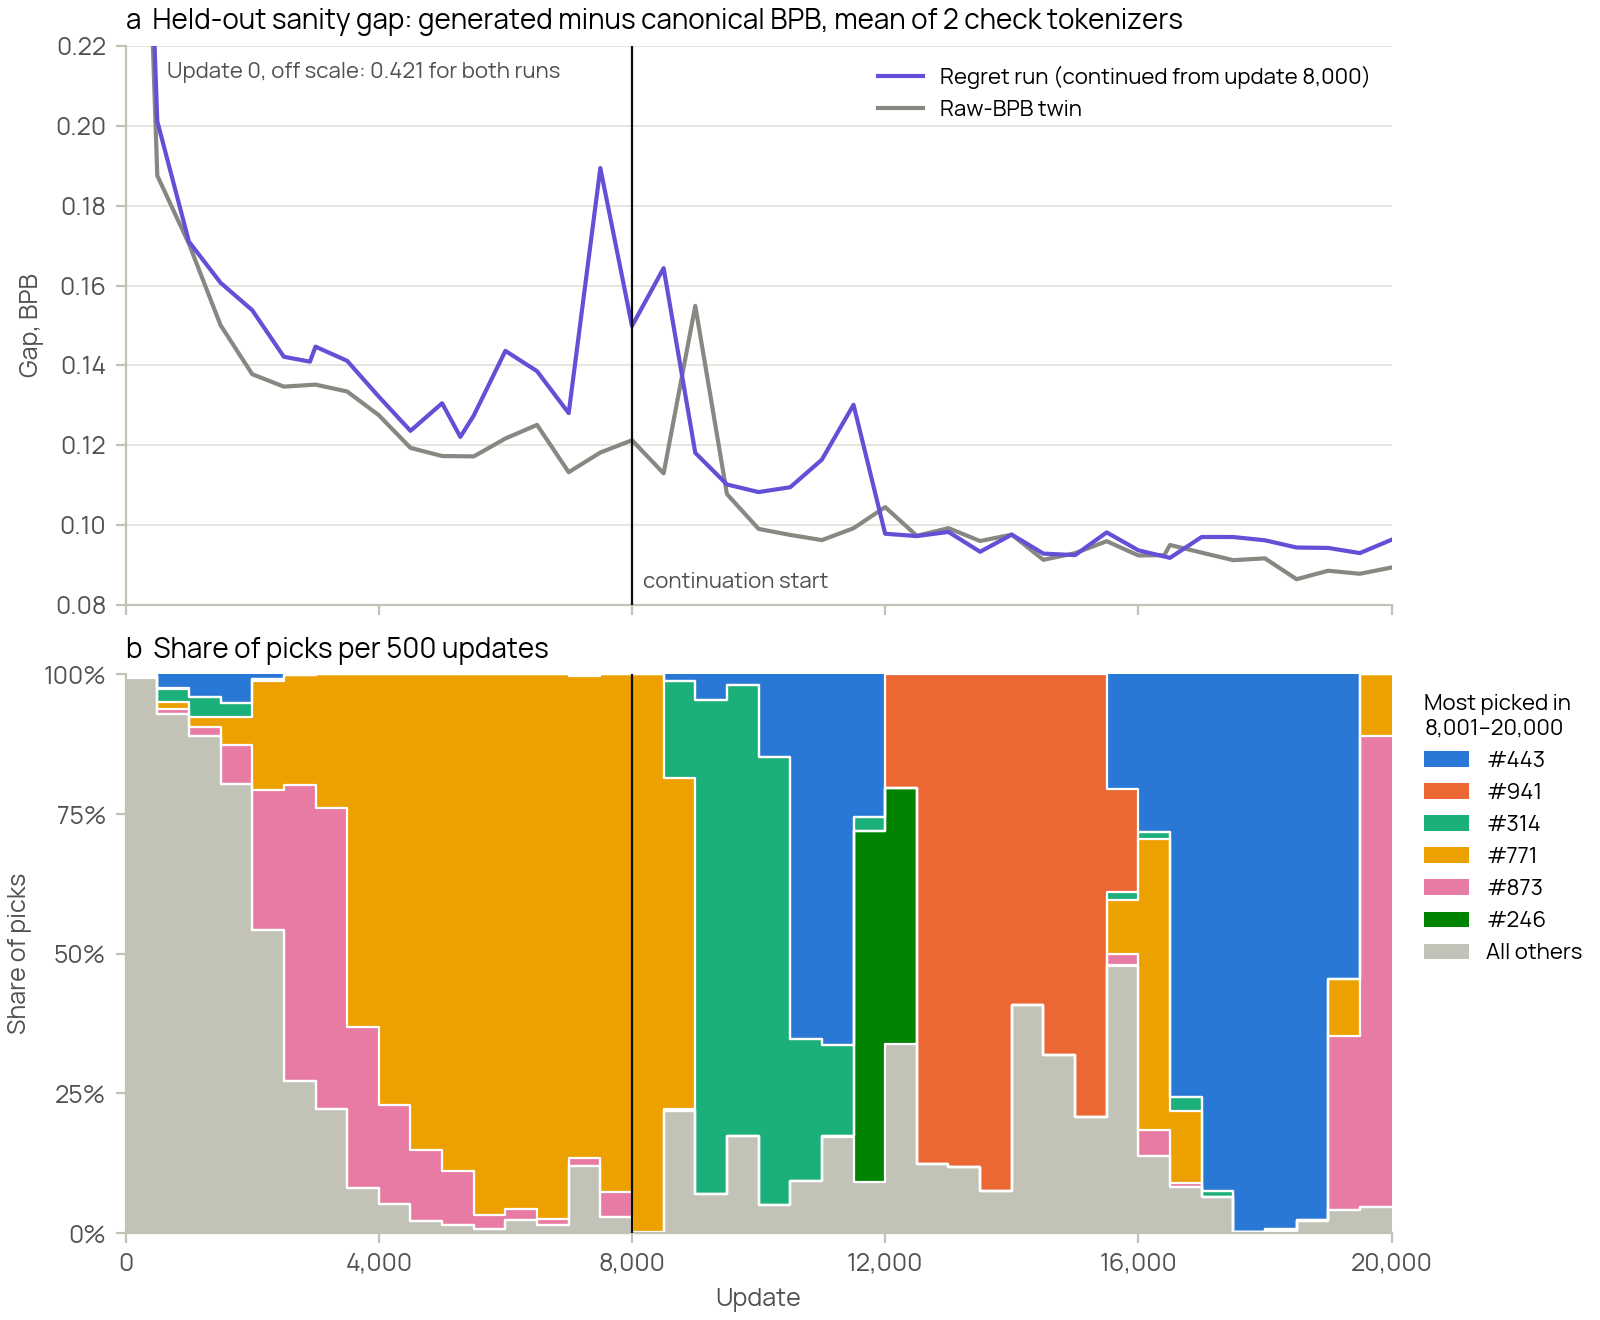 a Held-out sanity gap: generated minus canonical BPB, mean of 2 check tokenizers
0.22
0.20
0.18
0.16
0.14
0.12
0.10
0.08
Gap, BPB
Update 0, off scale: 0.421 for both runs
Regret run (continued from update 8,000)
Raw-BPB twin
continuation start
b Share of picks per 500 updates
100%
75%
50%
25%
0%
Share of picks
0
4,000
8,000
12,000
16,000
20,000
Update
Most picked in
8,001–20,000
#443
#941
#314
#771
#873
#246
All others